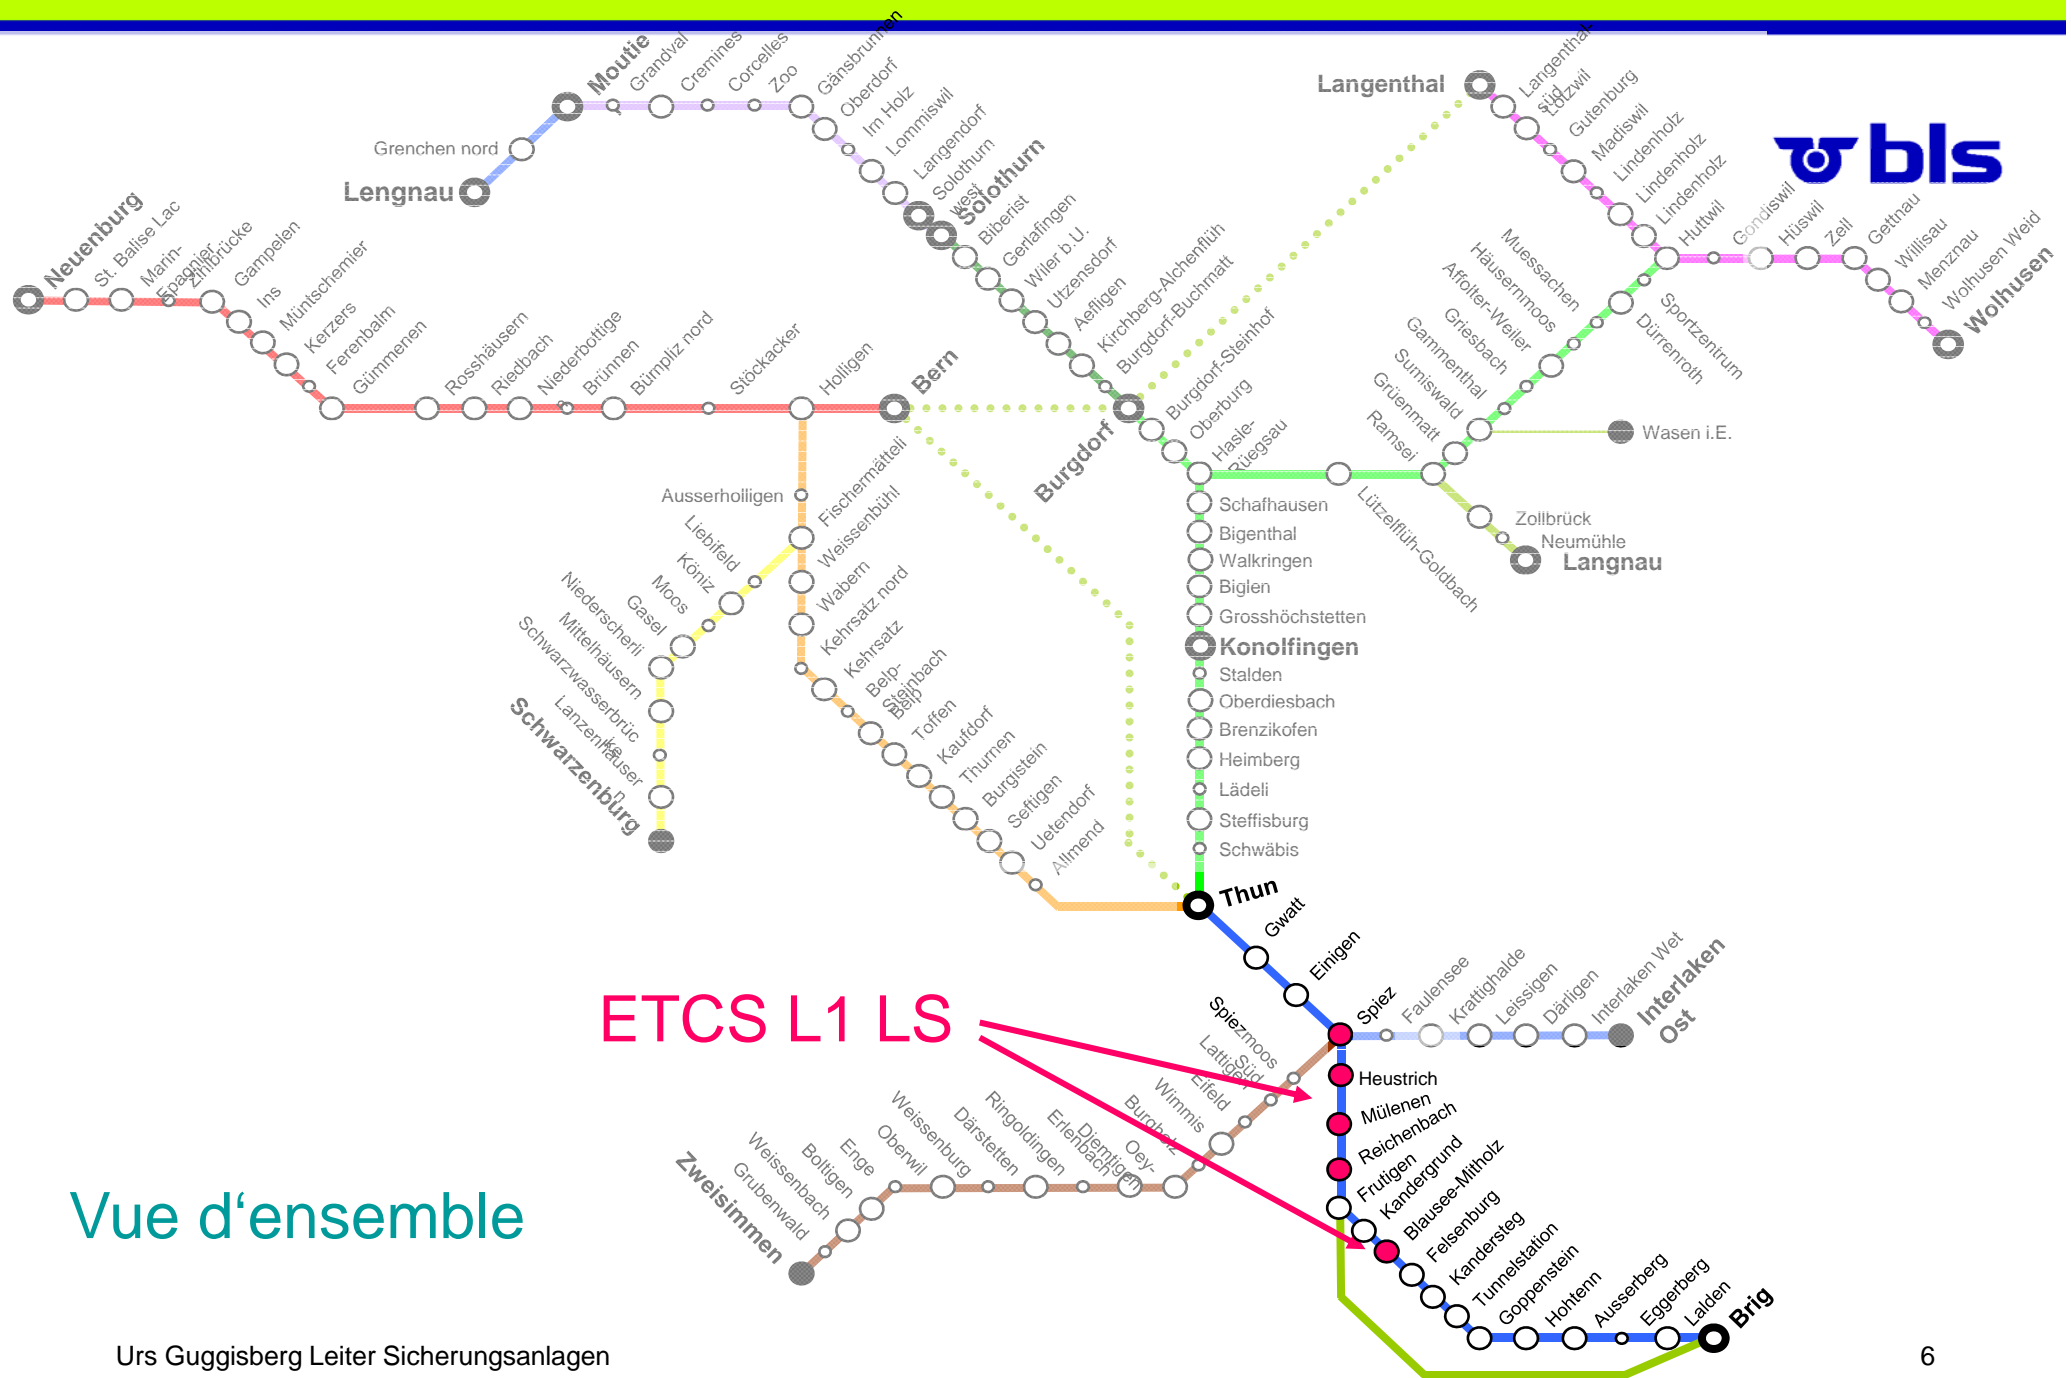 Moutie
Grandval
Cremines
Corcelles
Zoo
Gänsbrunnen
Oberdorf
Im Holz
Lommiswil
Langendorf
Solothurn
west
Solothurn
Grenchen nord
Lengnau
Langenthal
Langenthal-
süd
Lotzwil
Gutenburg
Madiswil
Lindenholz
Lindenholz
Lindenholz
Huttwil
Gondiswil
Hüswil
Zell
Gettnau
Willisau
Menznau
Wolhusen Weid
Wolhusen
bls
Neuenburg
St. Balise Lac
Marin-
Epagnier
Zihlbrücke
Gampelen
Ins
Müntschemier
Kerzers
Ferenbalm
Gümmenen
Rosshäusern
Riedbach
Niederbottige
Brünnen
Bümpliz nord
Stöckacker
Holligen
Bern
Biberist
Gerlafingen
Wiler b.U.
Utzensdorf
Aefligen
Kirchberg-Alchenflüh
Burgdorf-Buchmatt
Burgdorf
Burgdorf-Steinhof
Oberburg
Hasle-
Rüegsau
Muessachen
Häusernmoos
Affolter-Weiler
Griesbach
Gammenthal
Sumiswald
Grüenmatt
Ramsei
Sportzentrum
Dürrenroth
Wasen i.E.
Lützelflüh-Goldbach
Zollbrück
Neumühle
Langnau
Ausserholligen
Fischermätteli
Weissenbühl
Wabern
Kehrsatz nord
Kehrsatz
Belp-
Steinbach
Belp
Toffen
Kaufdorf
Thurnen
Burgistein
Seftigen
Uetendorf
Allmend
Liebifeld
Köniz
Moos
Gasel
Niederscherli
Mittelhäusern
Schwarzwasserbrüc
ke
Lanzenhäuser
n
Schwarzenburg
Schafhausen
Bigenthal
Walkringen
Biglen
Grosshöchstetten
Konolfingen
Stalden
Oberdiesbach
Brenzikofen
Heimberg
Lädeli
Steffisburg
Schwäbis
Thun
Gwatt
Einigen
Spiez
Faulensee
Krattighalde
Leissigen
Därligen
Interlaken Wet
Interlaken
Ost
ETCS L1 LS
Spiezmoos
Süd
Lattigen
Eifeld
Wimmis
Burgholz
Oey-
Diemtigen
Erlenbach
Ringoldingen
Därstetten
Weissenburg
Oberwil
Enge
Boltigen
Weissenbach
Grubenwald
Zweisimmen
Heustrich
Mülenen
Reichenbach
Frutigen
Kandergrund
Blausee-Mitholz
Felsenburg
Kandersteg
Tunnelstation
Goppenstein
Hohtenn
Ausserberg
Eggerberg
Lalden
Brig
Vue d‘ensemble
Urs Guggisberg Leiter Sicherungsanlagen
6